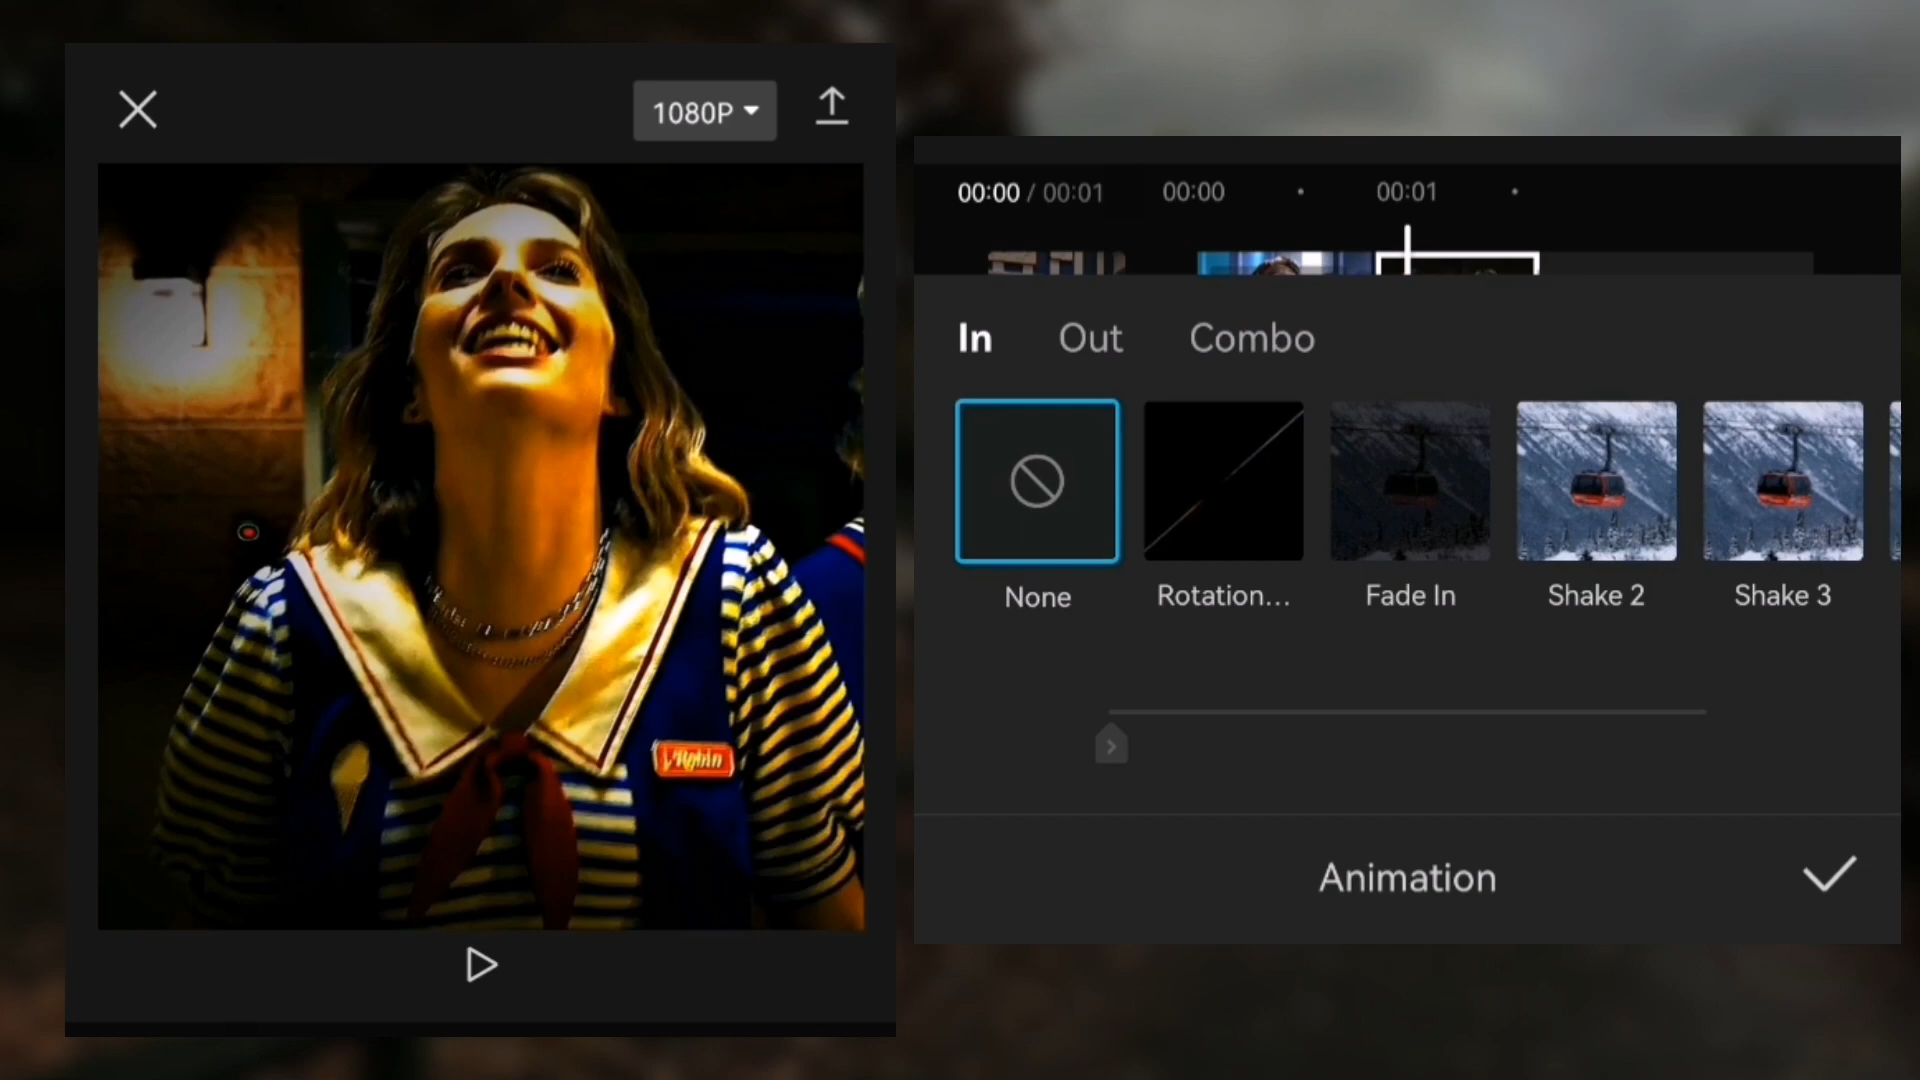 1080P
Robin
00:00 / 00:01 00:00 00:01
In Out Combo
None Rotation... Fade In Shake 2 Shake 3
Animation